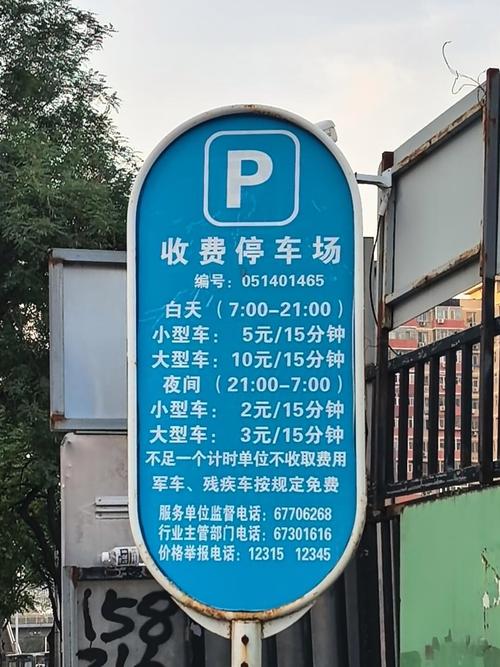 P
收费停车场
编号：051401465
白天（7:00-21:00）
小型车： 5元/15分钟
大型车： 10元/15分钟
夜间（21:00-7:00）
小型车： 2元/15分钟
大型车： 3元/15分钟
不足一个计时单位不收取费用
军车、残疾车按规定免费
服务单位监督电话：67706268
行业主管部门电话：67301616
价格举报电话：12315 12345
158